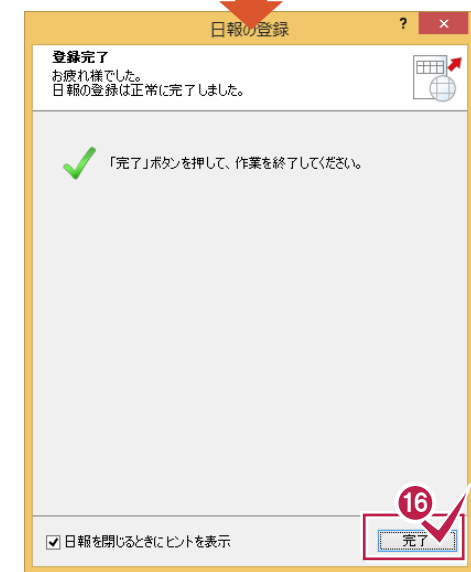 日報の登録
? ×
登録完了
お疲れ様でした。
日報の登録は正常に完了しました。
「完了」ボタンを押して、作業を終了してください。
16
日報を閉じるときにヒントを表示
完了